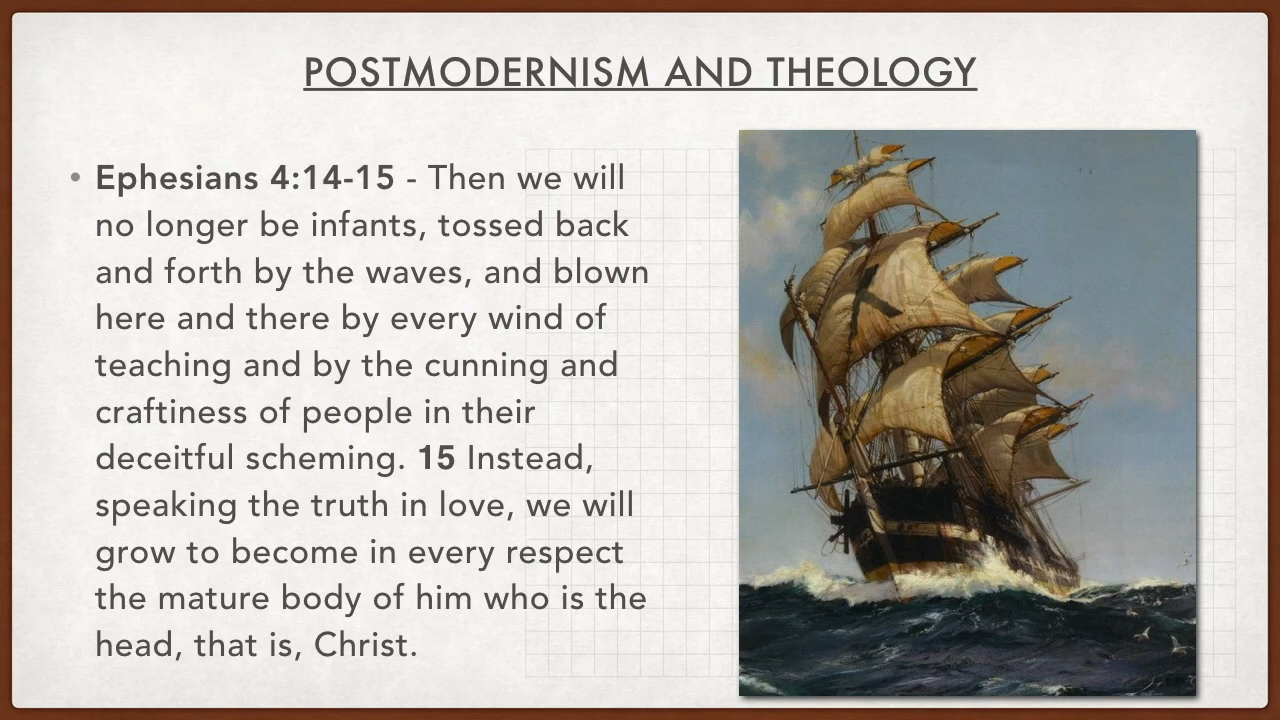 POSTMODERNISM AND THEOLOGY
• Ephesians 4:14-15 - Then we will
no longer be infants, tossed back
and forth by the waves, and blown
here and there by every wind of
teaching and by the cunning and
craftiness of people in their
deceitful scheming. 15 Instead,
speaking the truth in love, we will
grow to become in every respect
the mature body of him who is the
head, that is, Christ.